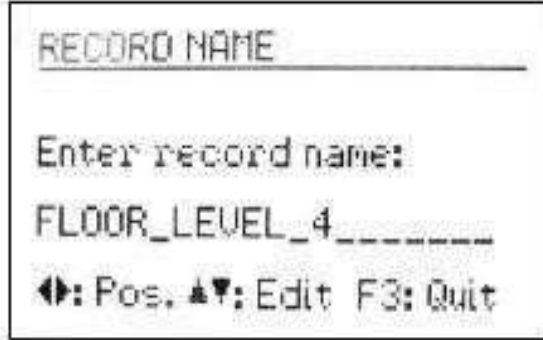 RECORD NAME
Enter record name:
FLOOR_LEVEL_4_______
◀▶: Pos. ▲▼: Edit F3: Quit